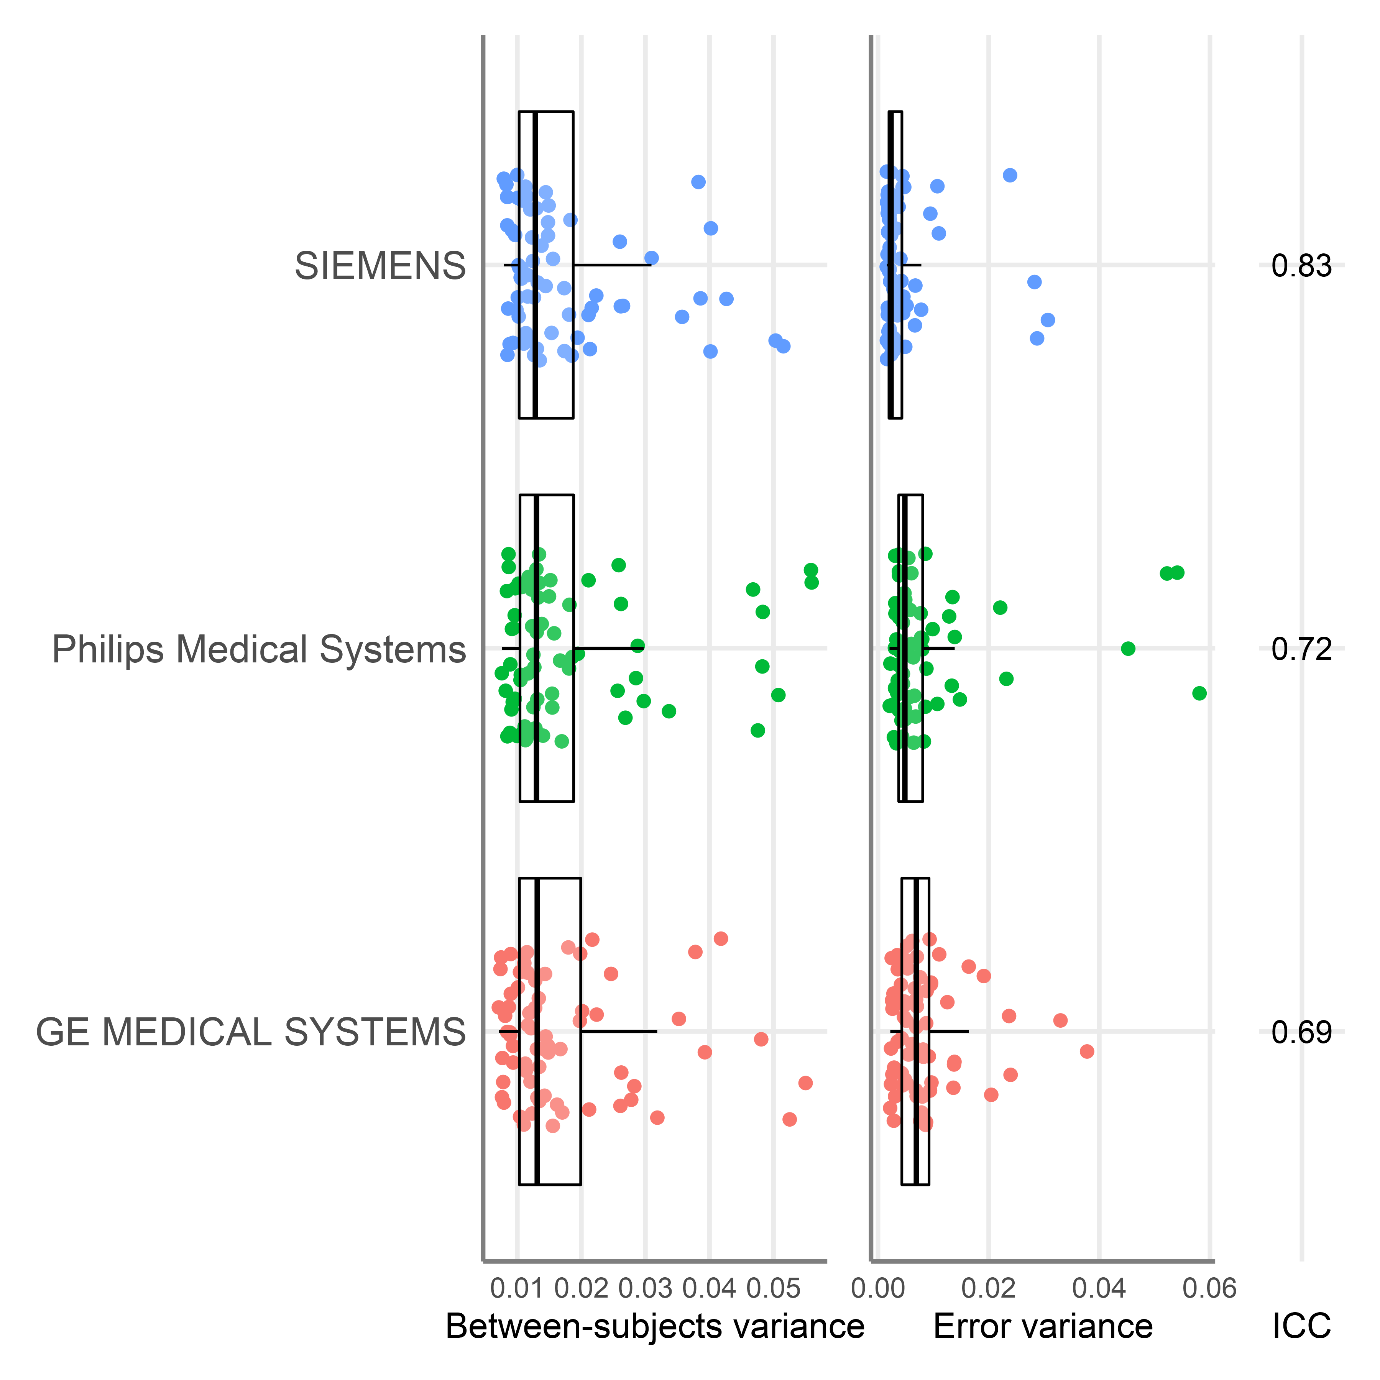 SIEMENS
0.83
Philips Medical Systems
0.72
GE MEDICAL SYSTEMS
0.69
0.01 0.02 0.03 0.04 0.05 0.00 0.02 0.04 0.06
Between-subjects variance Error variance ICC